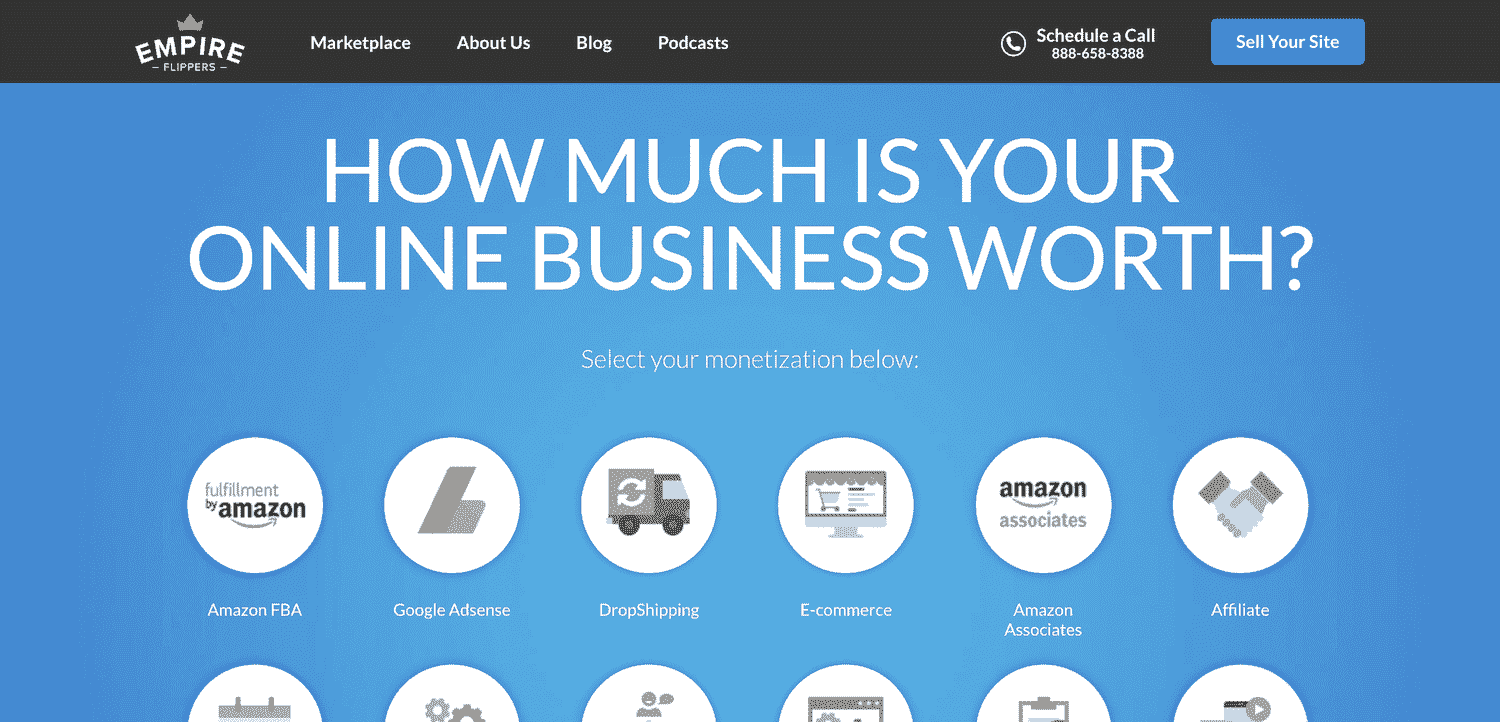 EMPIRE
FLIPPERS
Marketplace
About Us
Blog
Podcasts
Schedule a Call
888-658-8388
Sell Your Site
HOW MUCH IS YOUR
ONLINE BUSINESS WORTH?
Select your monetization below:
fulfillment
by amazon
amazon
associates
Amazon FBA
Google Adsense
DropShipping
E-commerce
Amazon
Associates
Affiliate